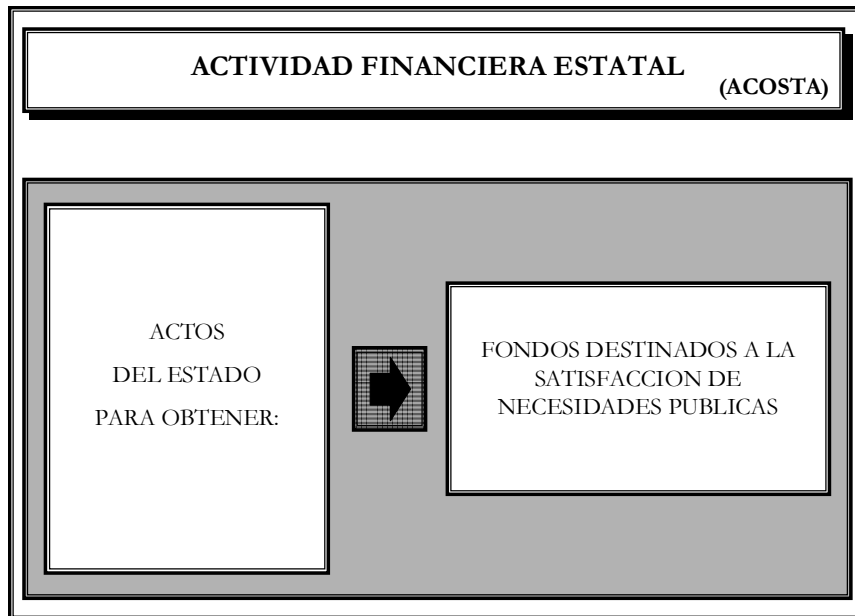 ACTIVIDAD FINANCIERA ESTATAL
(ACOSTA)
ACTOS
DEL ESTADO
PARA OBTENER:
FONDOS DESTINADOS A LA
SATISFACCION DE
NECESIDADES PUBLICAS